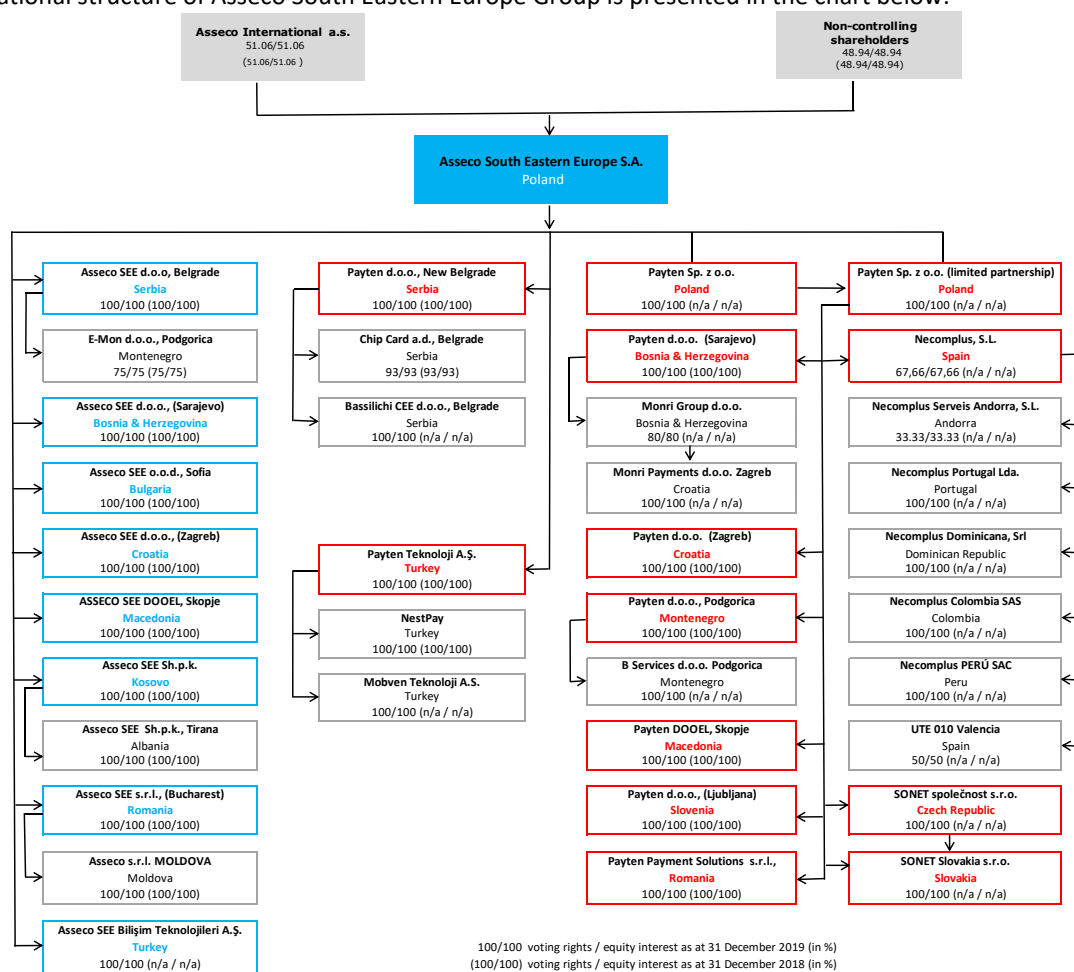 ational structure of Asseco South Eastern Europe Group is presented in the chart below:
Asseco International a.s.
51.06/51.06
(51.06/51.06 )
Non-controlling
shareholders
48.94/48.94
(48.94/48.94)
Asseco South Eastern Europe S.A.
Poland
Asseco SEE d.o.o, Belgrade
Serbia
100/100 (100/100)
E-Mon d.o.o., Podgorica
Montenegro
75/75 (75/75)
Asseco SEE d.o.o., (Sarajevo)
Bosnia & Herzegovina
100/100 (100/100)
Asseco SEE o.o.d., Sofia
Bulgaria
100/100 (100/100)
Asseco SEE d.o.o., (Zagreb)
Croatia
100/100 (100/100)
ASSECO SEE DOOEL, Skopje
Macedonia
100/100 (100/100)
Asseco SEE Sh.p.k.
Kosovo
100/100 (100/100)
Asseco SEE Sh.p.k., Tirana
Albania
100/100 (100/100)
Asseco SEE s.r.l., (Bucharest)
Romania
100/100 (100/100)
Asseco s.r.l. MOLDOVA
Moldova
100/100 (100/100)
Asseco SEE Bilişim Teknolojileri A.Ş.
Turkey
100/100 (n/a / n/a)
Payten d.o.o., New Belgrade
Serbia
100/100 (100/100)
Chip Card a.d., Belgrade
Serbia
93/93 (93/93)
Bassilichi CEE d.o.o., Belgrade
Serbia
100/100 (n/a / n/a)
Payten Teknoloji A.Ş.
Turkey
100/100 (100/100)
NestPay
Turkey
100/100 (100/100)
Mobven Teknoloji A.S.
Turkey
100/100 (n/a / n/a)
Payten Sp. z o.o.
Poland
100/100 (n/a / n/a)
Payten d.o.o. (Sarajevo)
Bosnia & Herzegovina
100/100 (100/100)
Monri Group d.o.o.
Bosnia & Herzegovina
80/80 (n/a / n/a)
Monri Payments d.o.o. Zagreb
Croatia
100/100 (n/a / n/a)
Payten d.o.o. (Zagreb)
Croatia
100/100 (100/100)
Payten d.o.o., Podgorica
Montenegro
100/100 (100/100)
B Services d.o.o. Podgorica
Montenegro
100/100 (n/a / n/a)
Payten DOOEL, Skopje
Macedonia
100/100 (100/100)
Payten d.o.o., (Ljubljana)
Slovenia
100/100 (100/100)
Payten Payment Solutions s.r.l.,
Romania
100/100 (100/100)
Payten Sp. z o.o. (limited partnership)
Poland
100/100 (n/a / n/a)
Necomplus, S.L.
Spain
67,66/67,66 (n/a / n/a)
Necomplus Serveis Andorra, S.L.
Andorra
33.33/33.33 (n/a / n/a)
Necomplus Portugal Lda.
Portugal
100/100 (n/a / n/a)
Necomplus Dominicana, Srl
Dominican Republic
100/100 (n/a / n/a)
Necomplus Colombia SAS
Colombia
100/100 (n/a / n/a)
Necomplus PERÚ SAC
Peru
100/100 (n/a / n/a)
UTE 010 Valencia
Spain
50/50 (n/a / n/a)
SONET společnost s.r.o.
Czech Republic
100/100 (n/a / n/a)
SONET Slovakia s.r.o.
Slovakia
100/100 (n/a / n/a)
100/100 voting rights / equity interest as at 31 December 2019 (in %)
(100/100) voting rights / equity interest as at 31 December 2018 (in %)